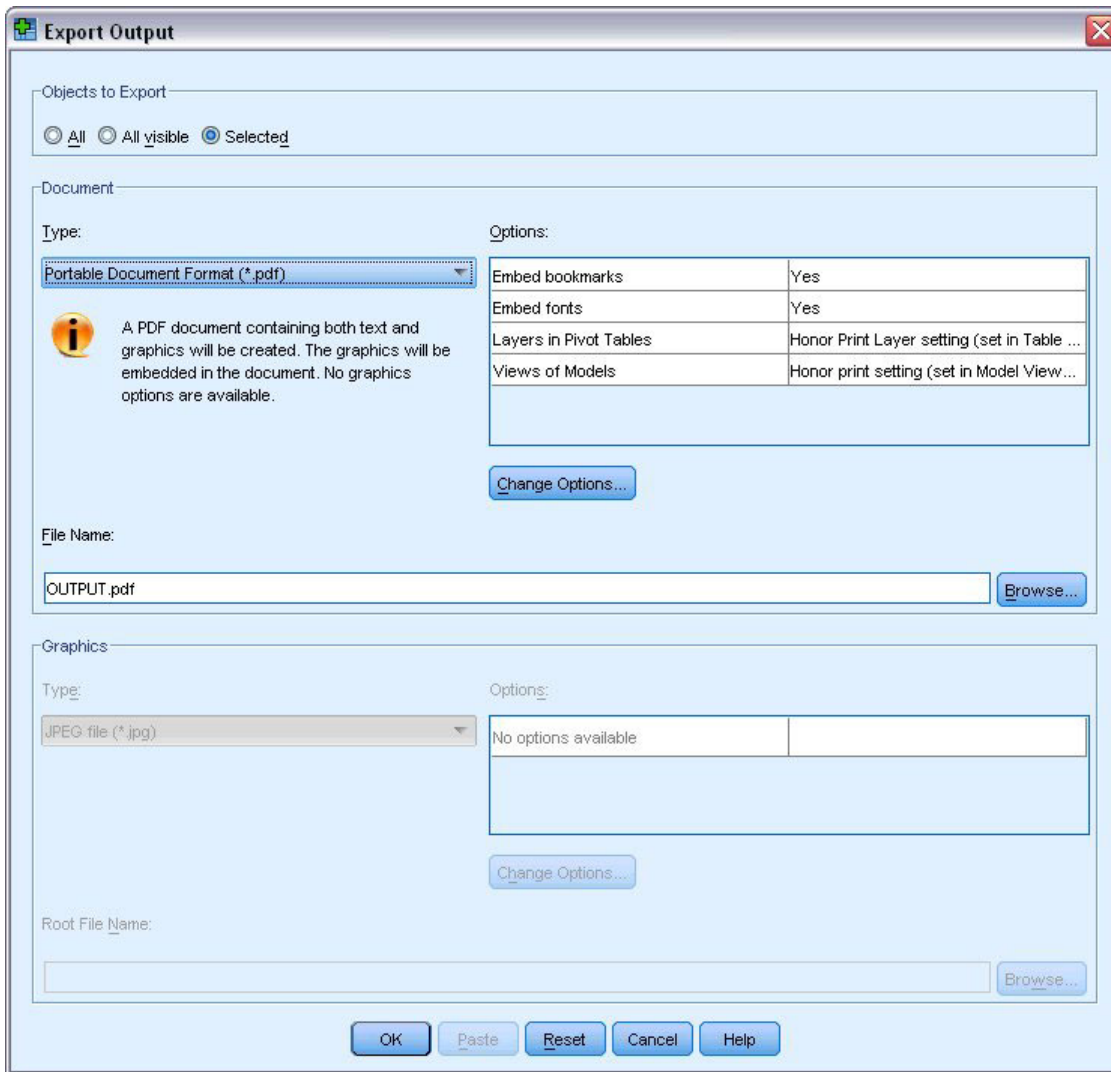 Export Output
Objects to Export
All All visible Selected
Document
Type:
Options:
Portable Document Format (*.pdf)
Embed bookmarks Yes
Embed fonts Yes
Layers in Pivot Tables Honor Print Layer setting (set in Table ...
Views of Models Honor print setting (set in Model View...
A PDF document containing both text and
graphics will be created. The graphics will be
embedded in the document. No graphics
options are available.
Change Options...
File Name:
OUTPUT.pdf
Browse...
Graphics
Type:
Options:
JPEG file (*.jpg)
No options available
Change Options...
Root File Name:
Browse...
OK Paste Reset Cancel Help